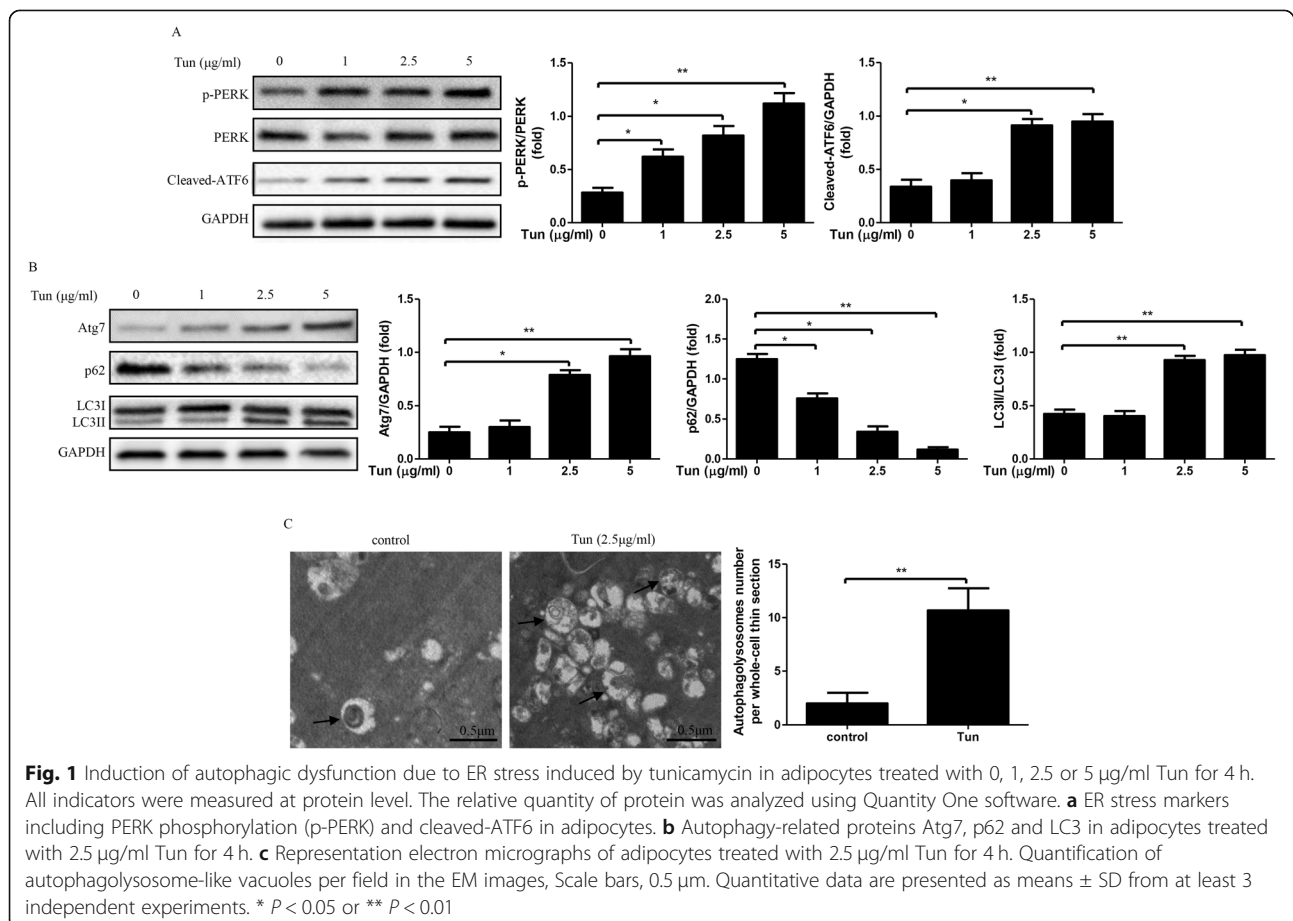 A
Tun (μg/ml) 0 1 2.5 5
p-PERK
PERK
Cleaved-ATF6
GAPDH
p-PERK/PERK
(fold)
1.5
1.0
0.5
0.0
** 
*
*
Tun (μg/ml) 0 1 2.5 5
Cleaved-ATF6/GAPDH
(fold)
1.5
1.0
0.5
0.0
**
*
Tun (μg/ml) 0 1 2.5 5
B
Tun (μg/ml) 0 1 2.5 5
Atg7
p62
LC3I
LC3II
GAPDH
Atg7/GAPDH (fold)
1.5
1.0
0.5
0.0
**
*
Tun (μg/ml) 0 1 2.5 5
p62/GAPDH (fold)
2.0
1.5
1.0
0.5
0.0
**
*
*
Tun (μg/ml) 0 1 2.5 5
LC3II/LC3I (fold)
1.5
1.0
0.5
0.0
**
**
Tun (μg/ml) 0 1 2.5 5
C
control
0.5μm
Tun (2.5μg/ml)
0.5μm
Autophagolysosomes number
per whole-cell thin section
15
10
5
0
**
control Tun
Fig. 1 Induction of autophagic dysfunction due to ER stress induced by tunicamycin in adipocytes treated with 0, 1, 2.5 or 5 μg/ml Tun for 4 h.
All indicators were measured at protein level. The relative quantity of protein was analyzed using Quantity One software. a ER stress markers
including PERK phosphorylation (p-PERK) and cleaved-ATF6 in adipocytes. b Autophagy-related proteins Atg7, p62 and LC3 in adipocytes treated
with 2.5 μg/ml Tun for 4 h. c Representation electron micrographs of adipocytes treated with 2.5 μg/ml Tun for 4 h. Quantification of
autophagolysosome-like vacuoles per field in the EM images, Scale bars, 0.5 μm. Quantitative data are presented as means ± SD from at least 3
independent experiments. * P < 0.05 or ** P < 0.01